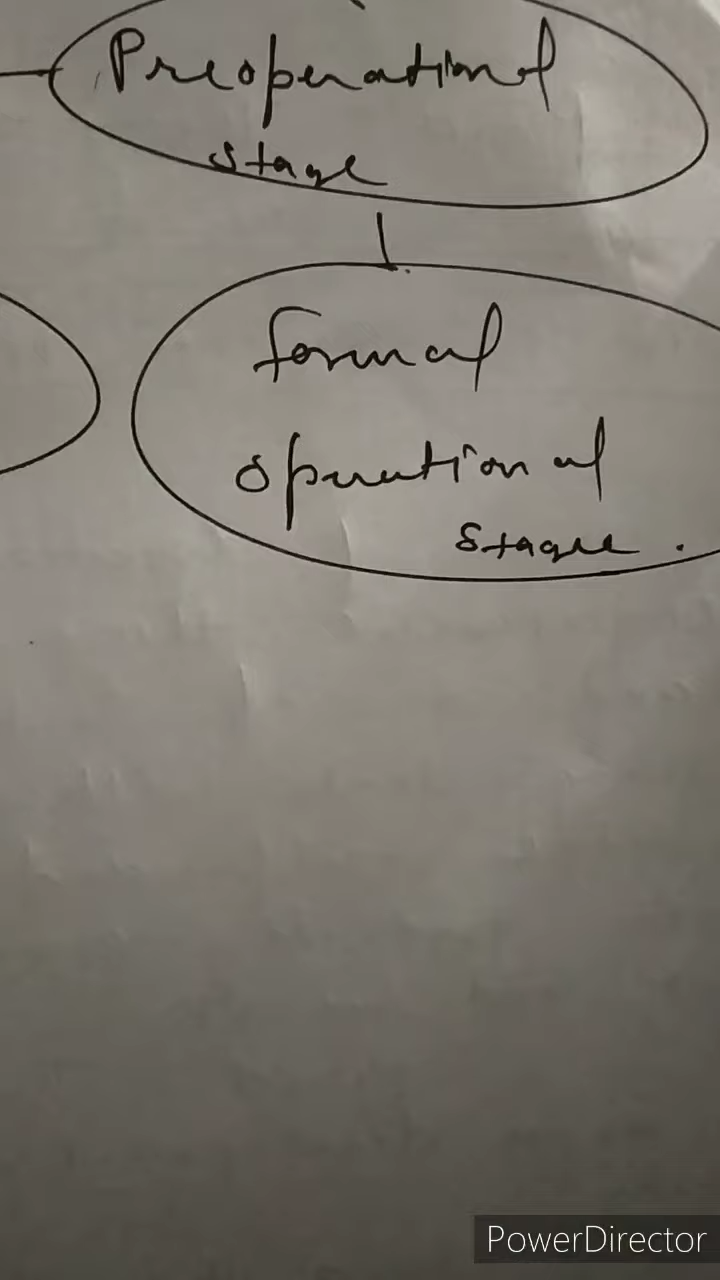 Preoperational
stage
formal
operational
stage.
PowerDirector